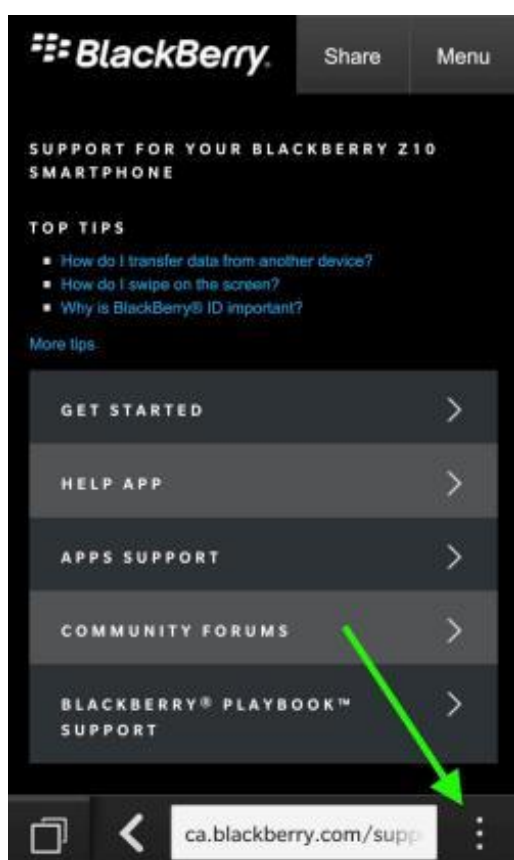 BlackBerry.
Share
Menu
SUPPORT FOR YOUR BLACKBERRY Z10
SMARTPHONE
TOP TIPS
How do I transfer data from another device?
How do I swipe on the screen?
Why is BlackBerry® ID important?
More tips
GET STARTED
HELP APP
APPS SUPPORT
COMMUNITY FORUMS
BLACKBERRY® PLAYBOOK™
SUPPORT
ca.blackberry.com/supp